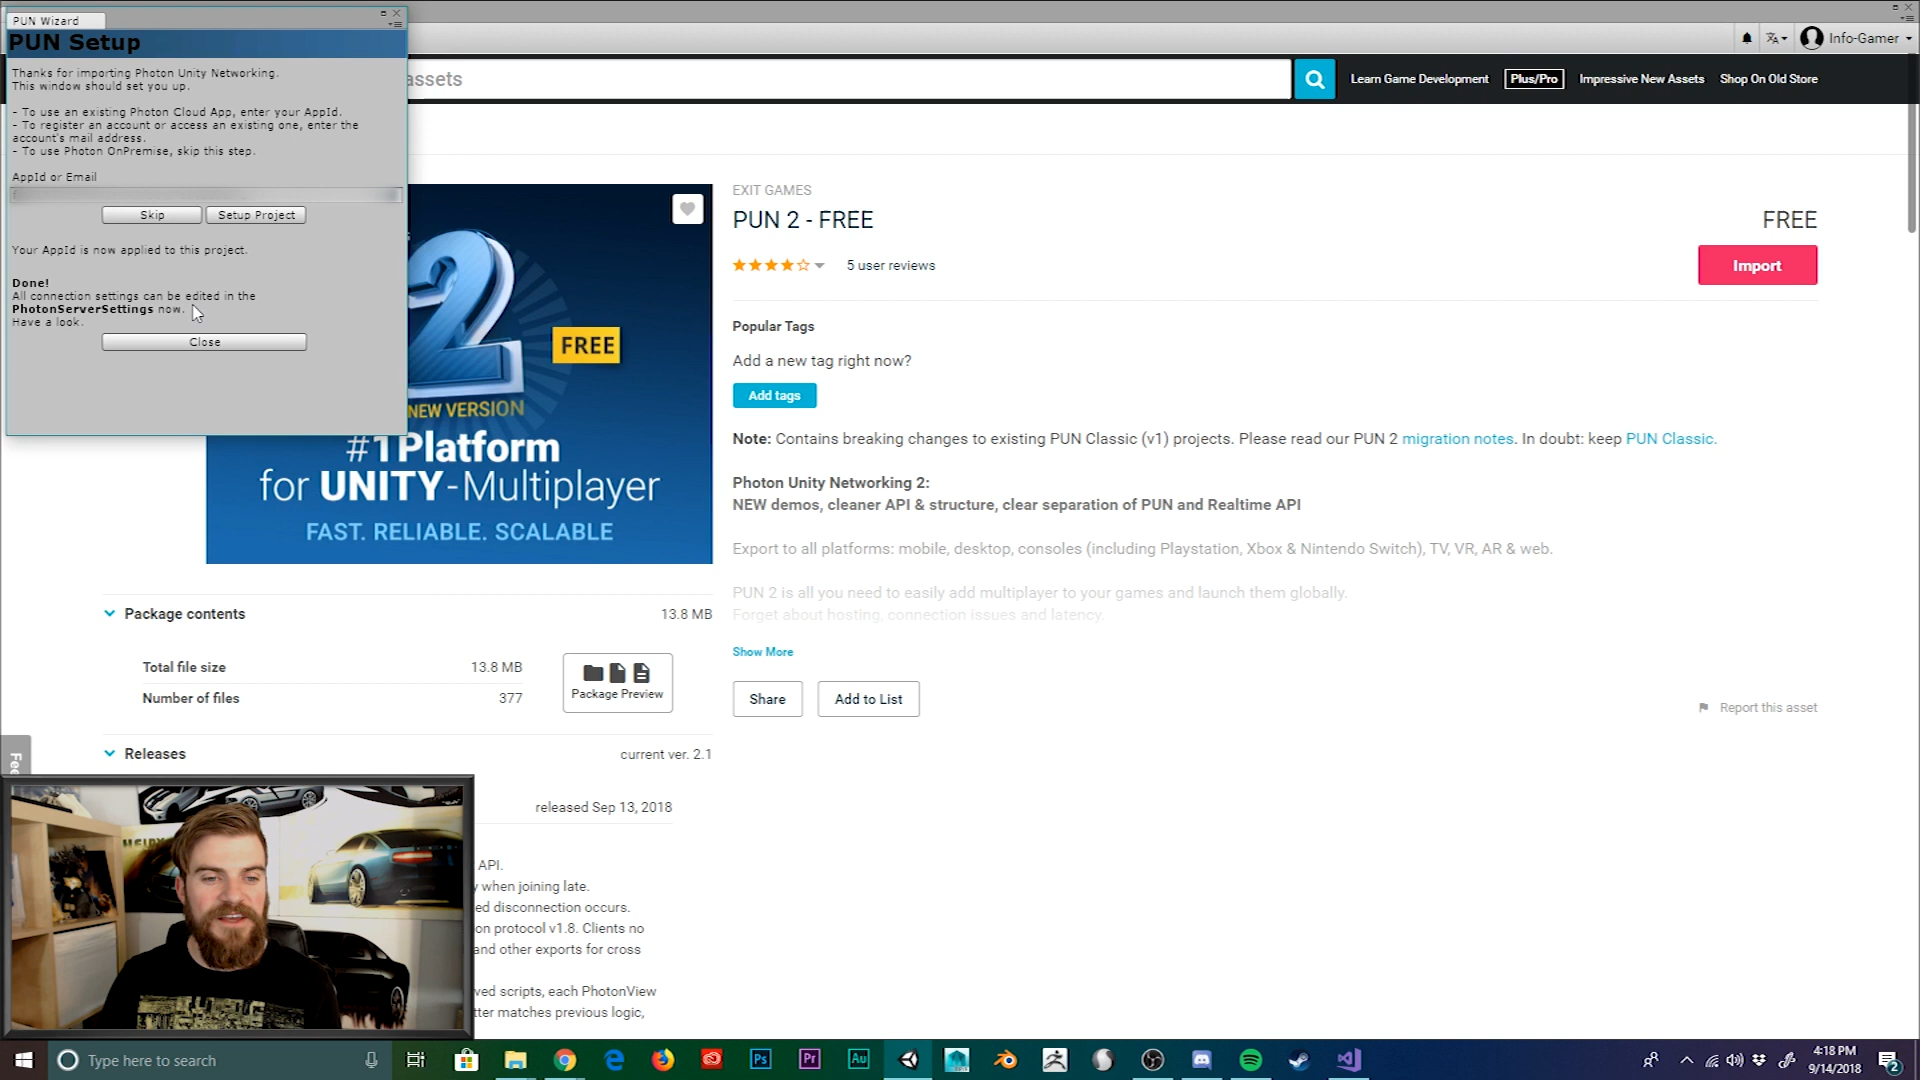 PUN Wizard
PUN Setup
Thanks for importing Photon Unity Networking.
This window should set you up.
- To use an existing Photon Cloud App, enter your AppId.
- To register an account or access an existing one, enter the
account's mail address.
- To use Photon OnPremise, skip this step.
AppId or Email
Skip
Setup Project
Your AppId is now applied to this project.
Done!
All connection settings can be edited in the
PhotonServerSettings now.
Have a look.
Close
Info-Gamer
assets
Learn Game Development
Plus/Pro
Impressive New Assets
Shop On Old Store
2
FREE
NEW VERSION
#1 Platform
for UNITY-Multiplayer
FAST. RELIABLE. SCALABLE
EXIT GAMES
PUN 2 - FREE
FREE
5 user reviews
Import
Popular Tags
Add a new tag right now?
Add tags
Note: Contains breaking changes to existing PUN Classic (v1) projects. Please read our PUN 2 migration notes. In doubt: keep PUN Classic.
Photon Unity Networking 2:
NEW demos, cleaner API & structure, clear separation of PUN and Realtime API
Export to all platforms: mobile, desktop, consoles (including Playstation, Xbox & Nintendo Switch), TV, VR, AR & web.
PUN 2 is all you need to easily add multiplayer to your games and launch them globally.
Forget about hosting, connection issues and latency.
Show More
Share
Add to List
Report this asset
Package contents
13.8 MB
Total file size
13.8 MB
Number of files
377
Package Preview
Releases
current ver. 2.1
released Sep 13, 2018
API.
when joining late.
ed disconnection occurs.
on protocol v1.8. Clients no
and other exports for cross
ved scripts, each PhotonView
tter matches previous logic,
Type here to search
Ps
Pr
Au
4:18 PM
9/14/2018
2